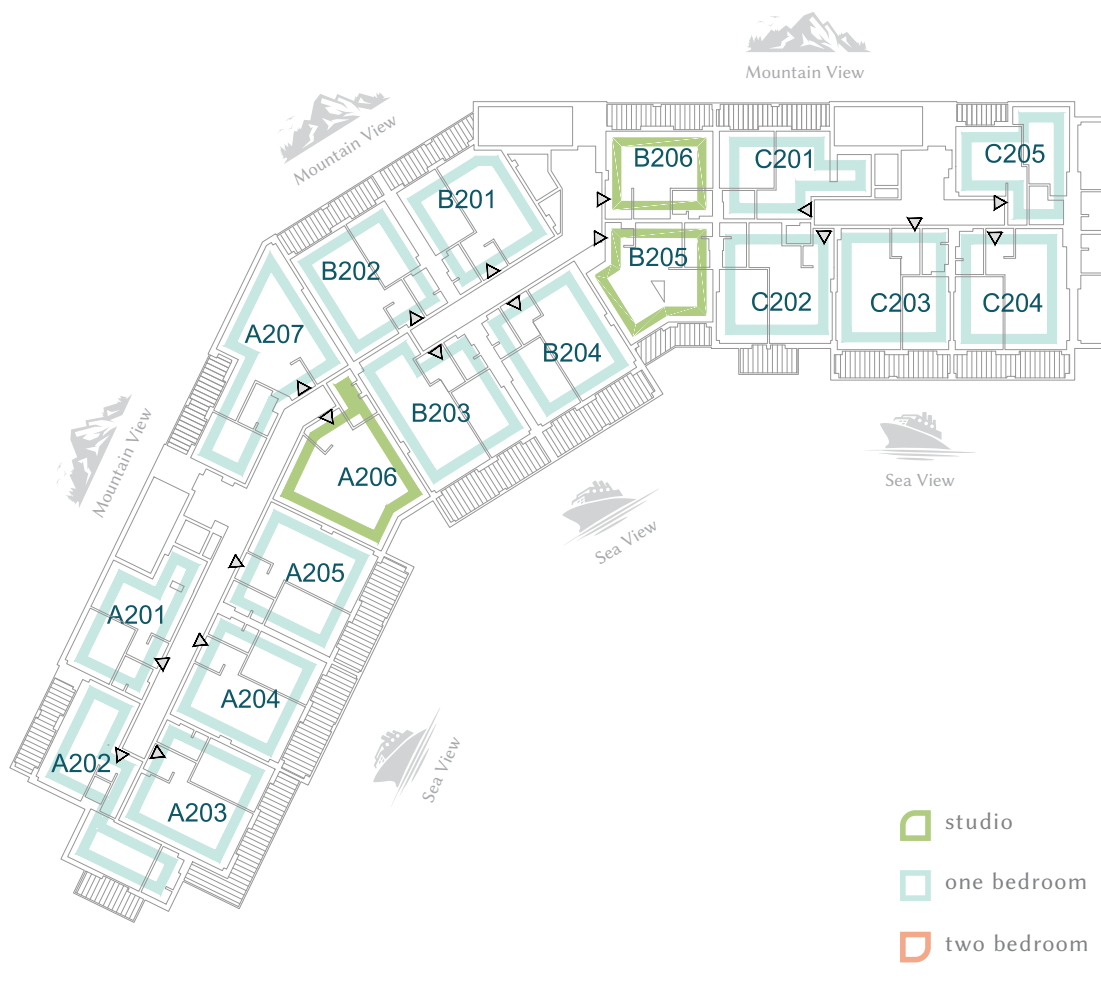 Mountain View
Mountain View
B206
C201
C205
B201
B205
B202
C202
C203
C204
A207
B204
B203
Mountain View
A206
Sea View
Sea View
A205
A201
A204
Sea View
A202
A203
studio
one bedroom
two bedroom